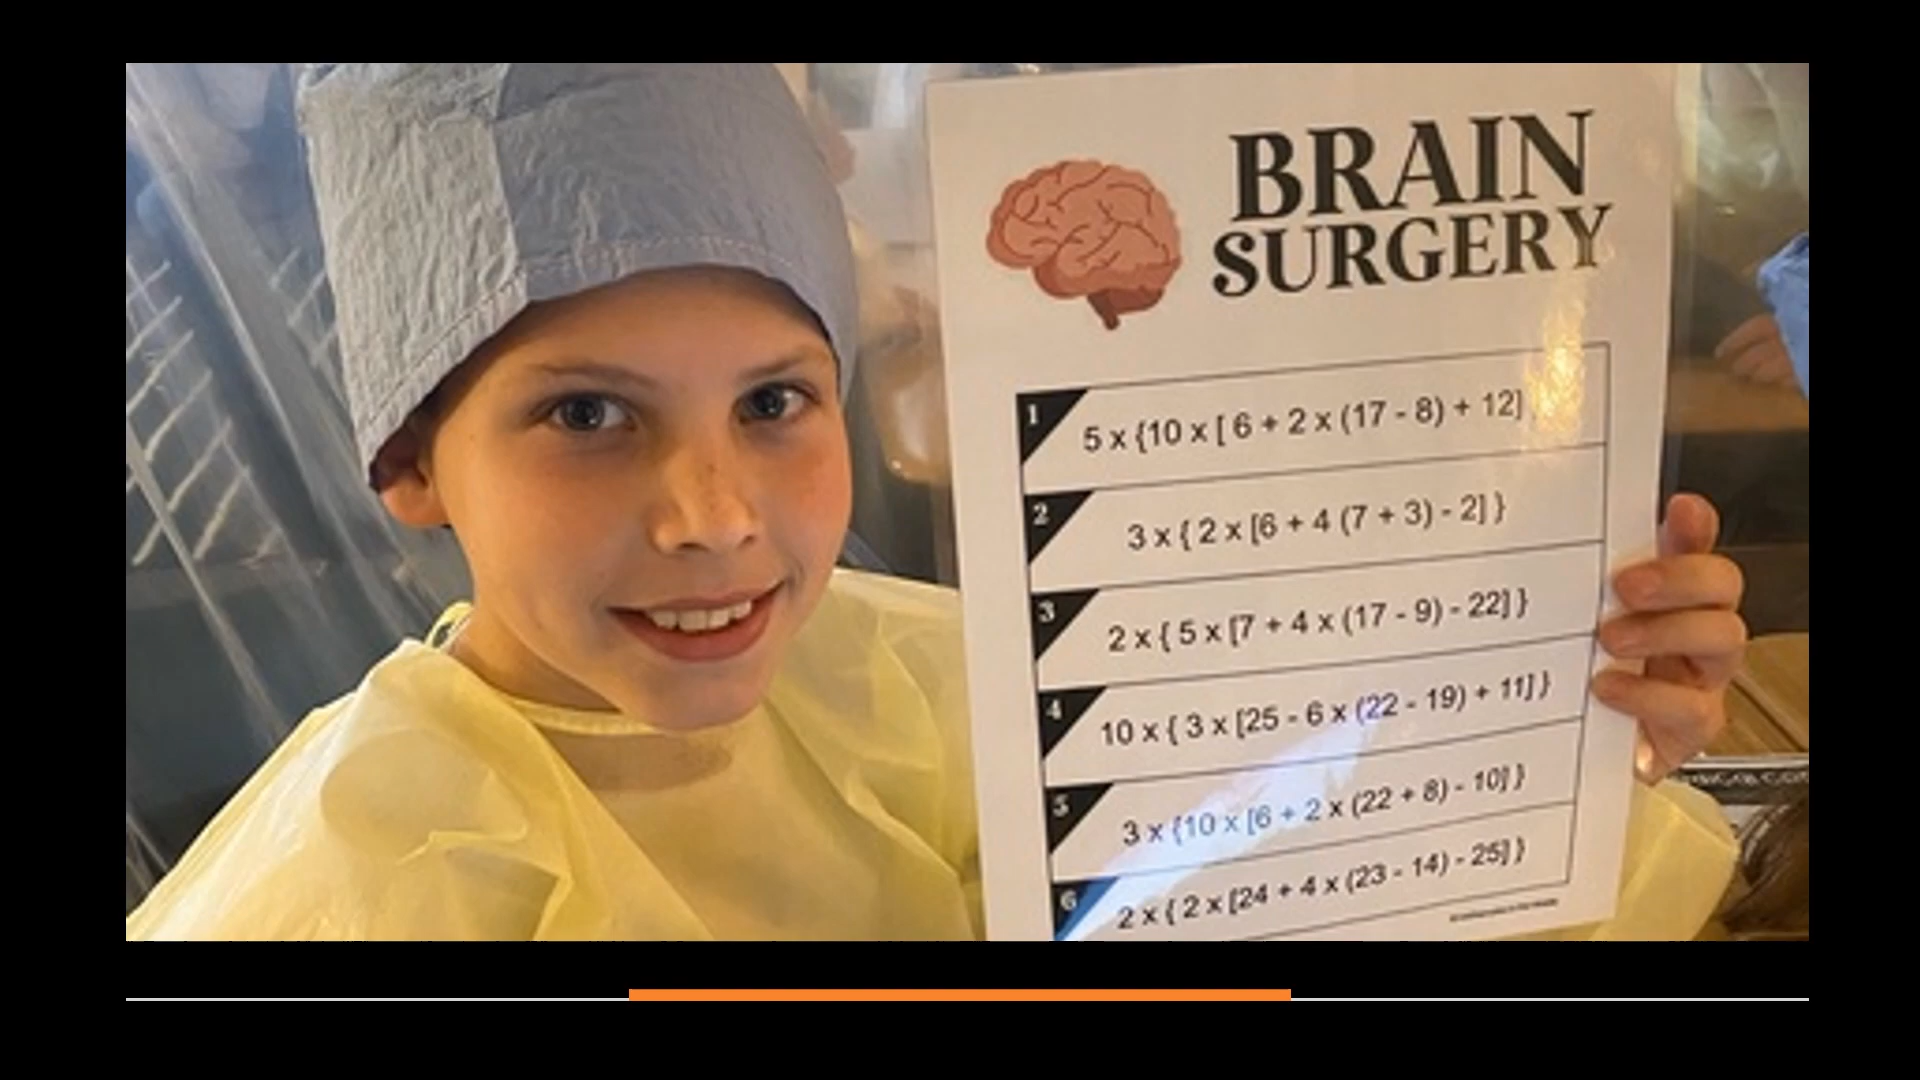 BRAIN
SURGERY
1
5 x {10 x [ 6 + 2 x (17 - 8) + 12]
2
3 x { 2 x [6 + 4 (7 + 3) - 2] }
3
2 x { 5 x [7 + 4 x (17 - 9) - 22] }
4
10 x { 3 x [25 - 6 x (22 - 19) + 11] }
5
3 x {10 x [6 + 2 x (22 + 8) - 10] }
6
2 x { 2 x [24 + 4 x (23 - 14) - 25] }